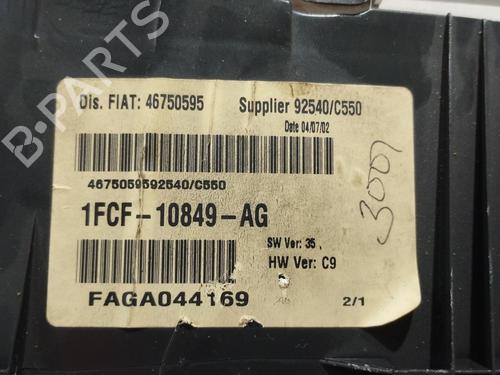 Dis. FIAT: 46750595 Supplier 92540/C550
Date 04/07/02
4675059592540/C550
1FCF-10849-AG
SW Ver: 35 ,
HW Ver: C9
FAGA044169
2/1
3001
B-PARTS